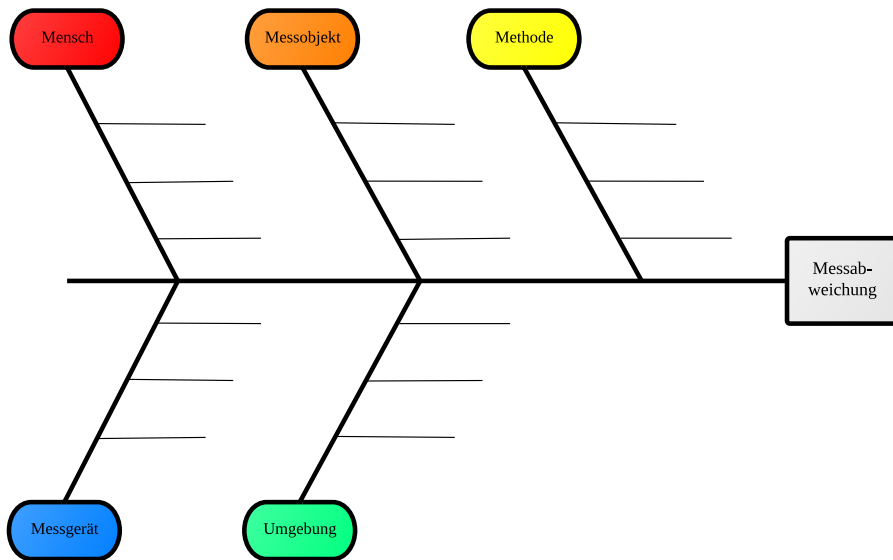 Mensch
Messobjekt
Methode
Messab-
weichung
Messgerät
Umgebung